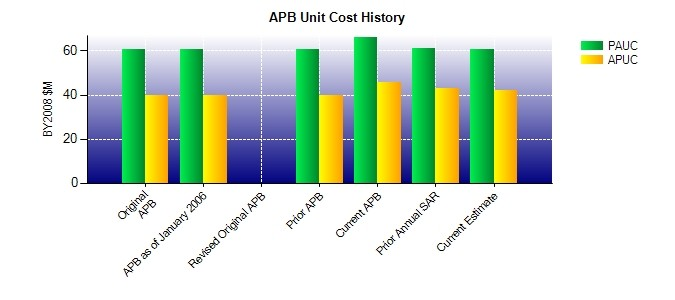 APB Unit Cost History
BY2008 $M
60
40
20
0
Original
APB
APB as of January 2006
Revised Original APB
Prior APB
Current APB
Prior Annual SAR
Current Estimate
PAUC
APUC